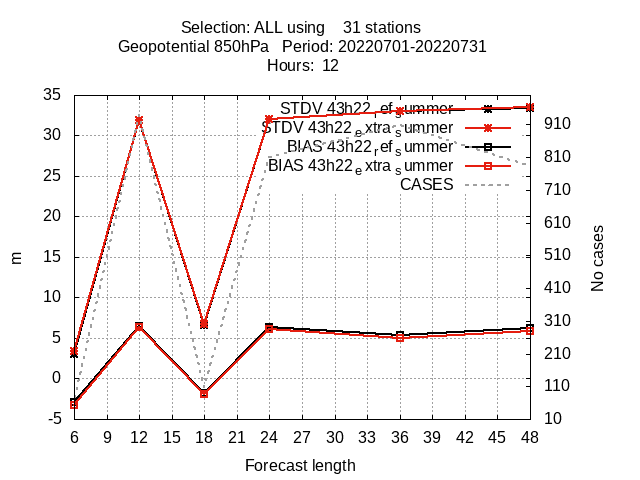 Selection: ALL using    31 stations
Geopotential 850hPa   Period: 20220701-20220731
Hours:  12
35
30
25
20
15
10
5
0
-5
m
STDV 43h22_ref_summer
STDV 43h22_extra_summer
BIAS 43h22_ref_summer
BIAS 43h22_extra_summer
CASES
910
810
710
610
510
410
310
210
110
10
No cases
6 9 12 15 18 21 24 27 30 33 36 39 42 45 48
Forecast length